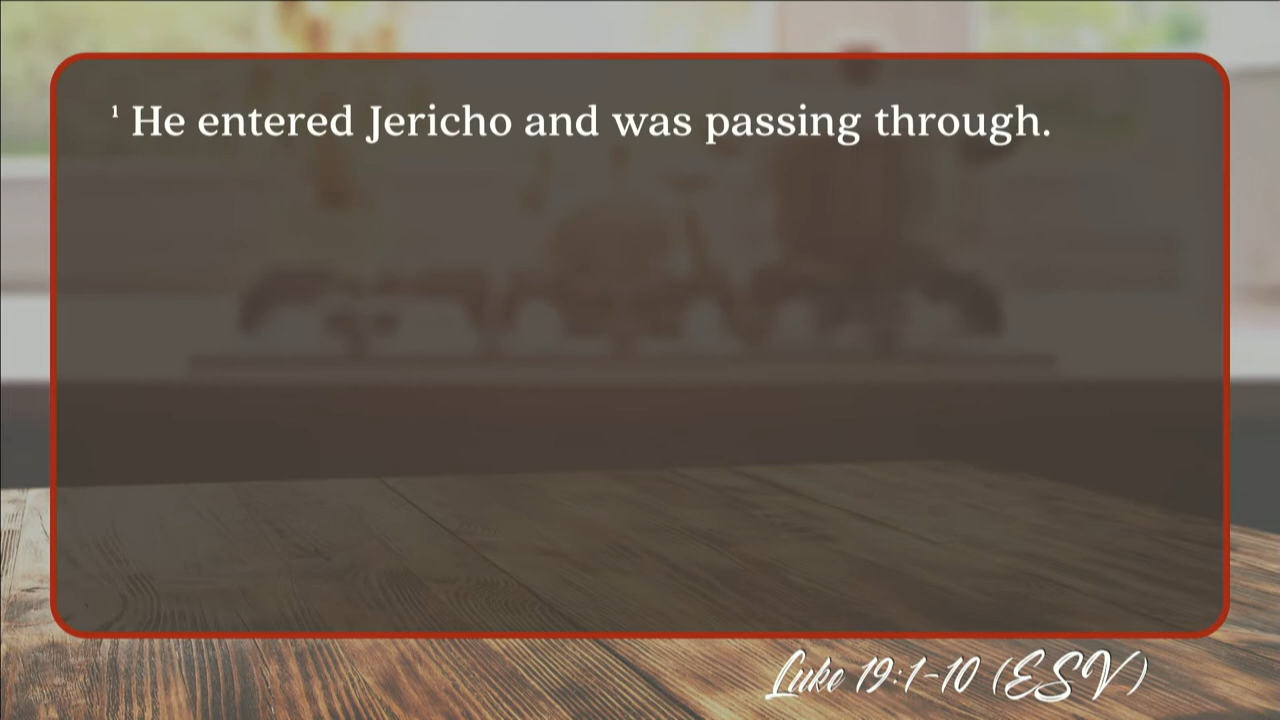 ¹ He entered Jericho and was passing through.
Luke 19:1-10 (ESV)